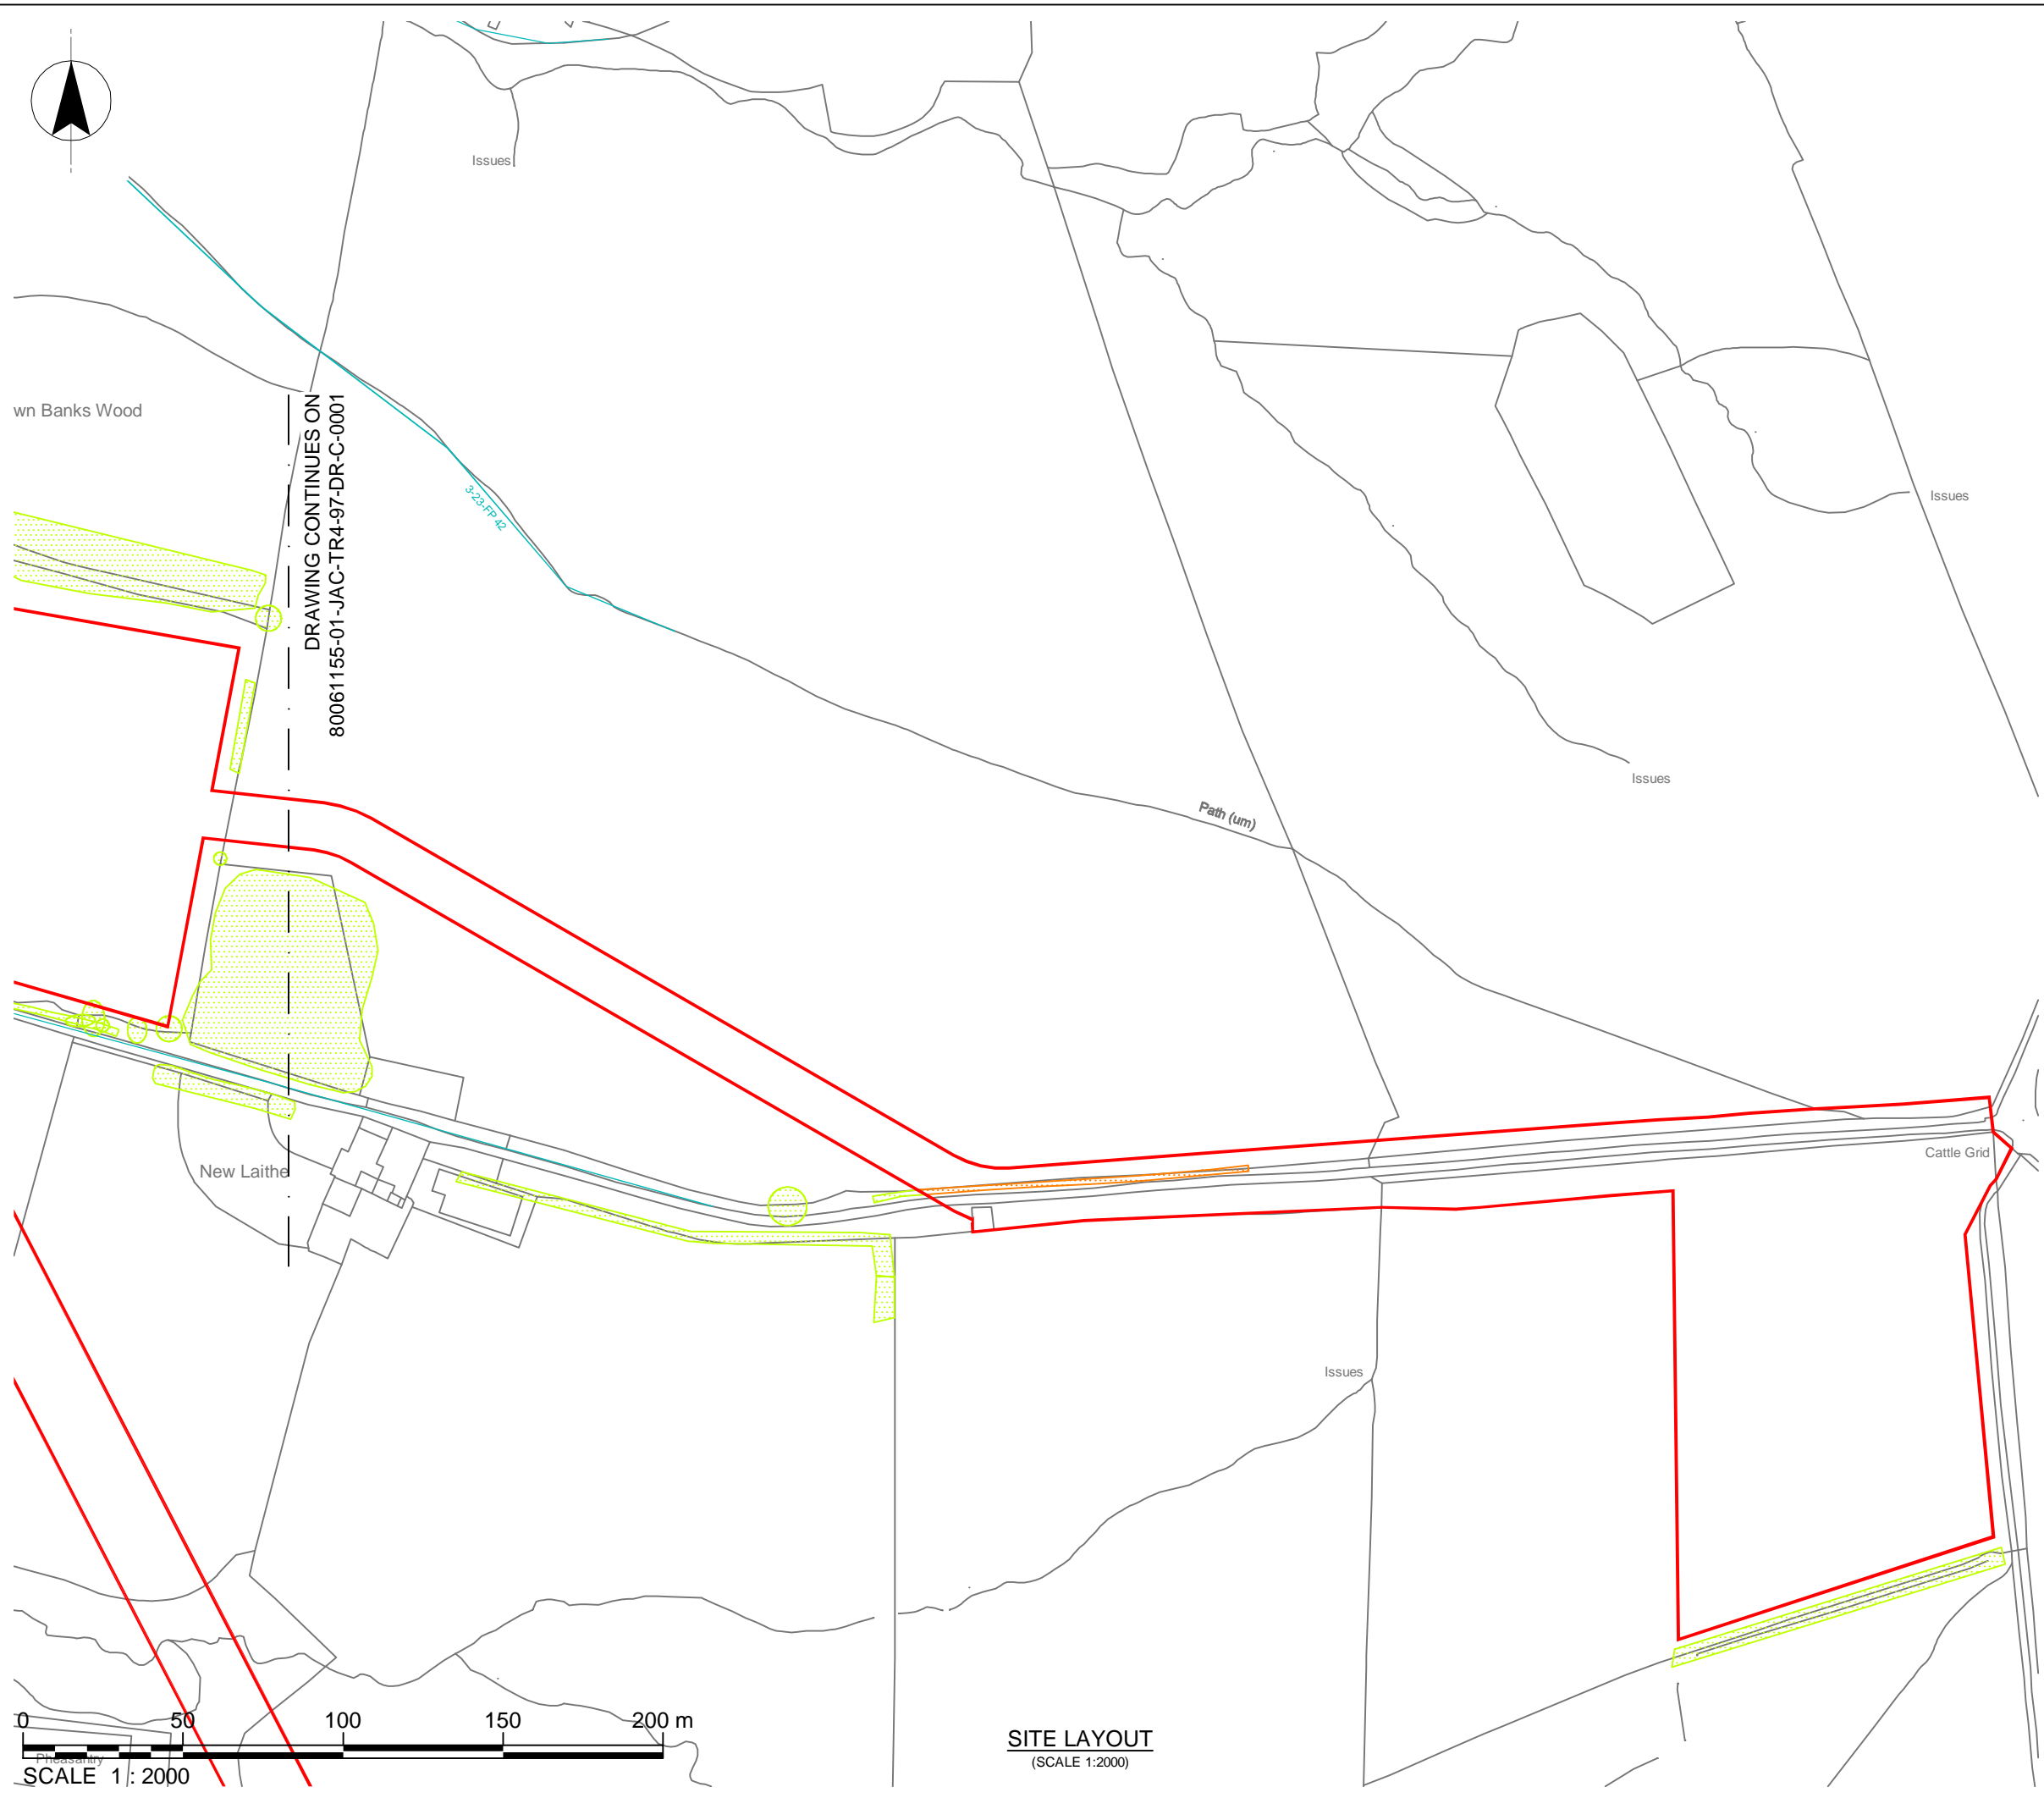 Issues
wn Banks Wood
DRAWING CONTINUES ON
80061155-01-JAC-TR4-97-DR-C-0001
3-23-FP 42
Issues
Issues
Path (um)
Cattle Grid
New Laithe
Issues
0 50 100 150 200 m
Pheasantry
SCALE 1 : 2000
SITE LAYOUT
(SCALE 1:2000)